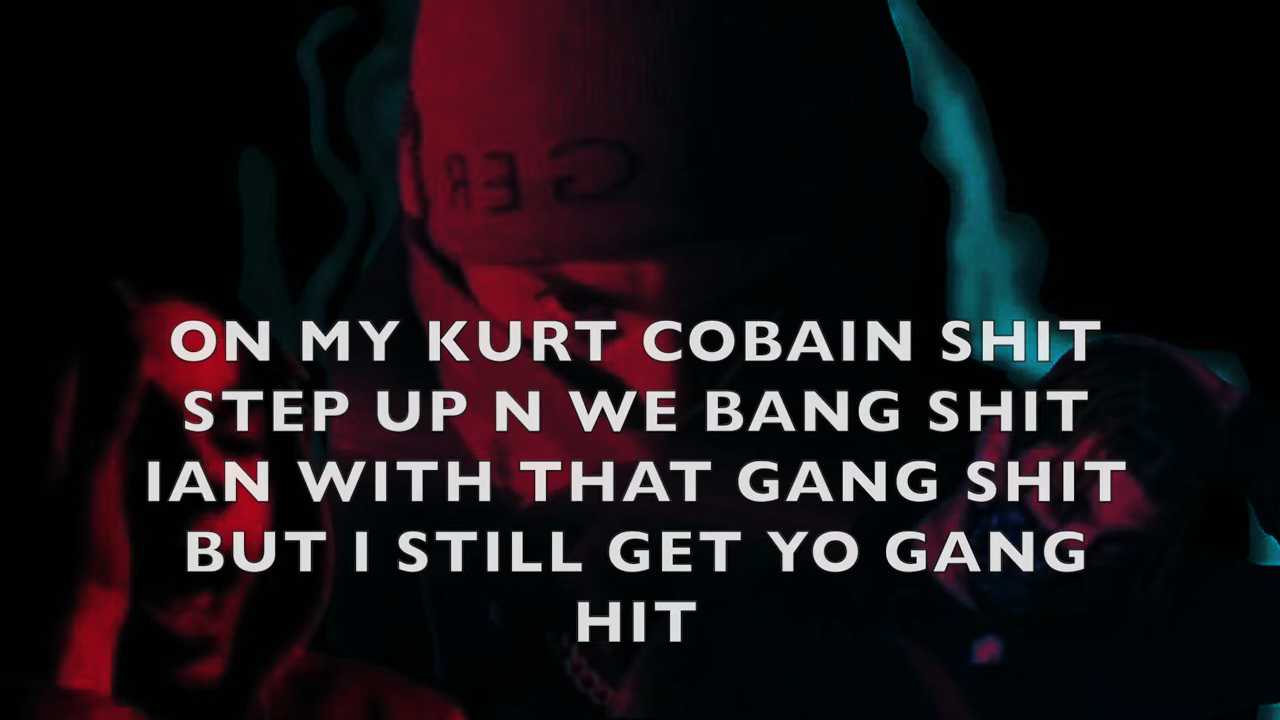 GER
ON MY KURT COBAIN SHIT
STEP UP N WE BANG SHIT
IAN WITH THAT GANG SHIT
BUT I STILL GET YO GANG
HIT